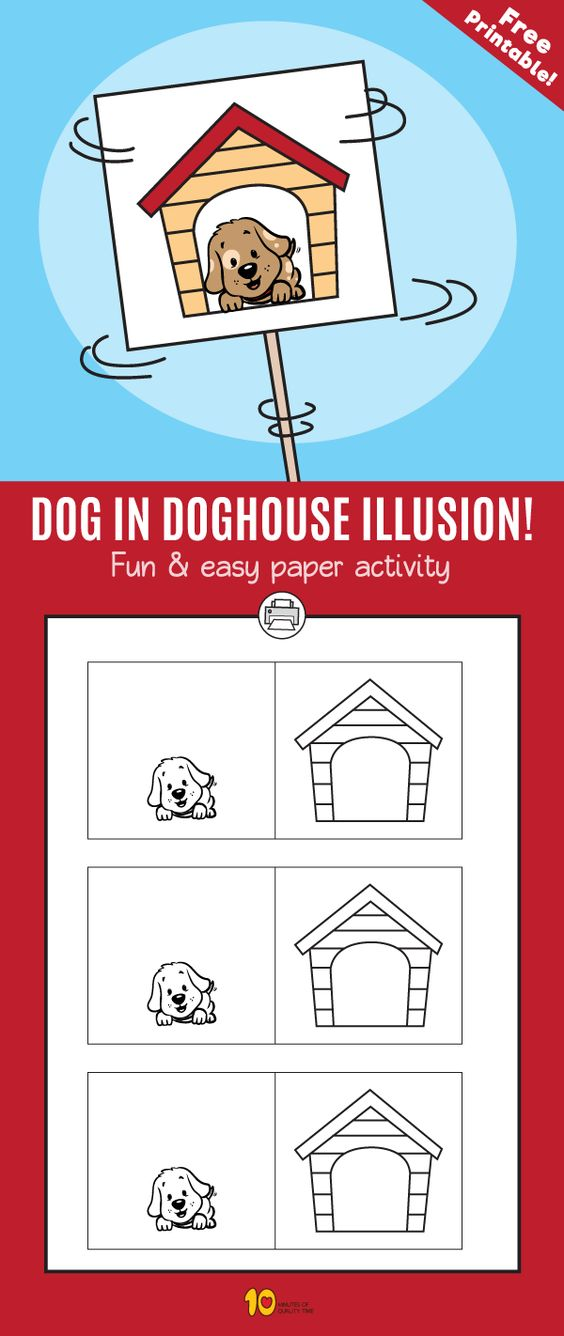 Free
Printable!
DOG IN DOGHOUSE ILLUSION!
Fun & easy paper activity
10 MINUTES OF
QUALITY TIME